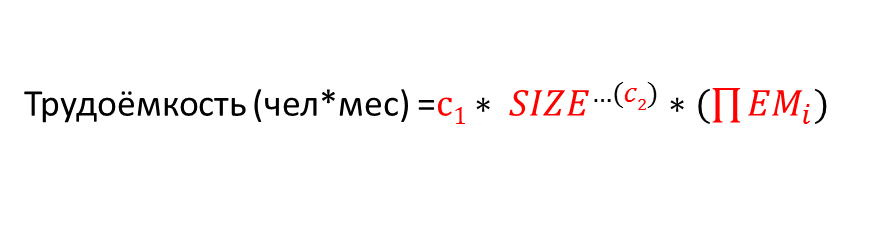 Трудоёмкость (чел*мес) =c₁ ∗ SIZE^…(c₂) ∗ (∏ EMᵢ)